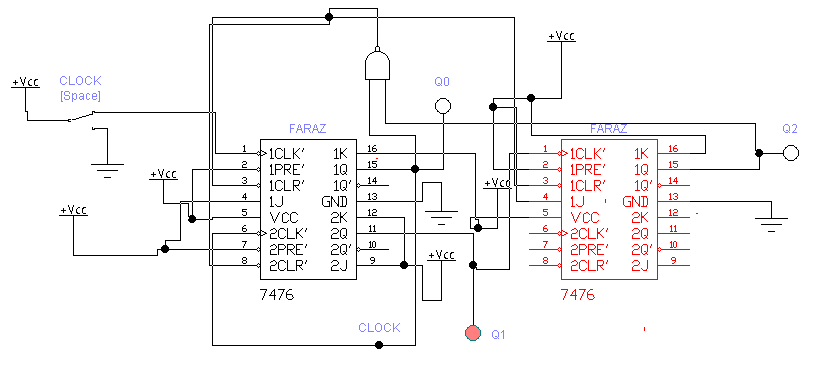 +Vcc
Q0
+Vcc
CLOCK
[Space]
Q2
FARAZ
FARAZ
1 1CLK' 1K 16
2 1PRE' 1Q 15
3 1CLR' 1Q' 14
4 1J GND 13
5 VCC 2K 12
6 2CLK' 2Q 11
7 2PRE' 2Q' 10
8 2CLR' 2J 9
7476
1 1CLK' 1K 16
2 1PRE' 1Q 15
3 1CLR' 1Q' 14
4 1J GND 13
5 VCC 2K 12
6 2CLK' 2Q 11
7 2PRE' 2Q' 10
8 2CLR' 2J 9
7476
+Vcc
+Vcc
+Vcc
+Vcc
CLOCK
Q1